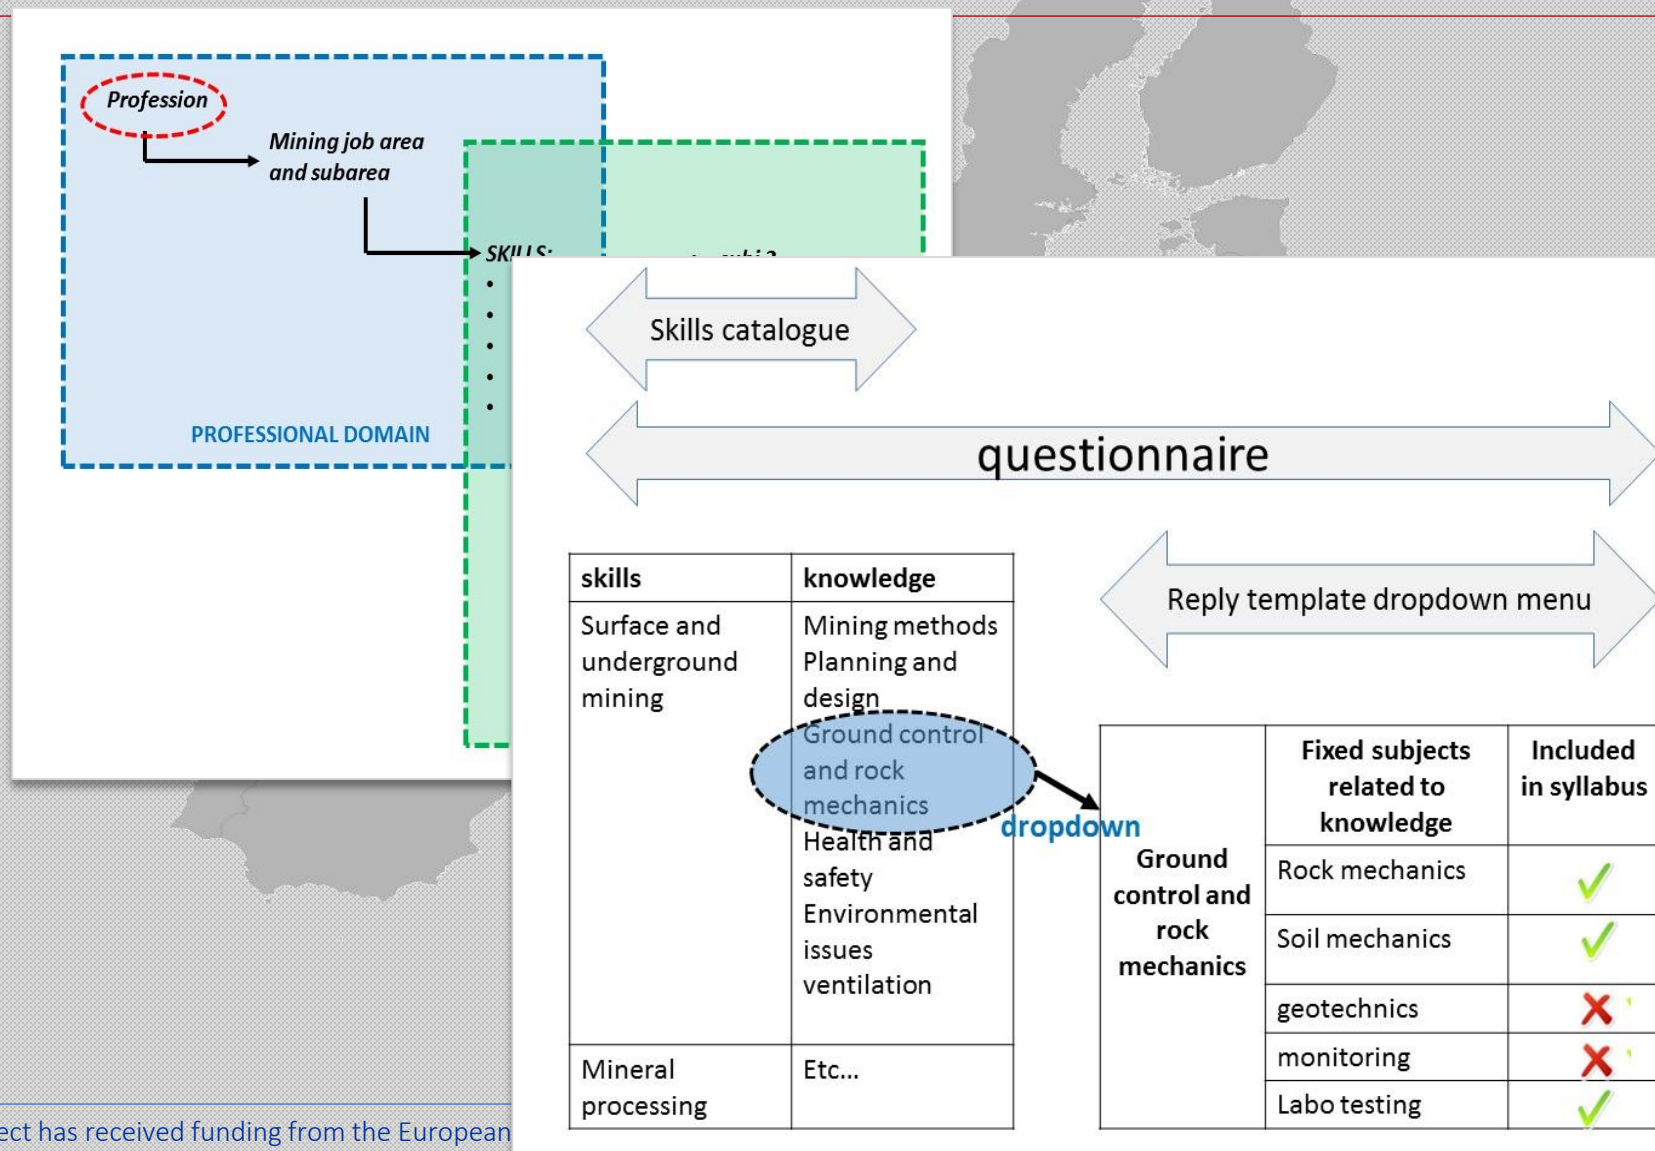 Profession
Mining job area
and subarea
SKILLS:
•
•
•
•
•
PROFESSIONAL DOMAIN
Skills catalogue
questionnaire
Reply template dropdown menu
skills
knowledge
Surface and
underground
mining
Mining methods
Planning and
design
Ground control
and rock
mechanics
Health and
safety
Environmental
issues
ventilation
Mineral
processing
Etc...
dropdown
Ground
control and
rock
mechanics
Fixed subjects
related to
knowledge
Included
in syllabus
Rock mechanics
Soil mechanics
geotechnics
monitoring
Labo testing
ect has received funding from the European